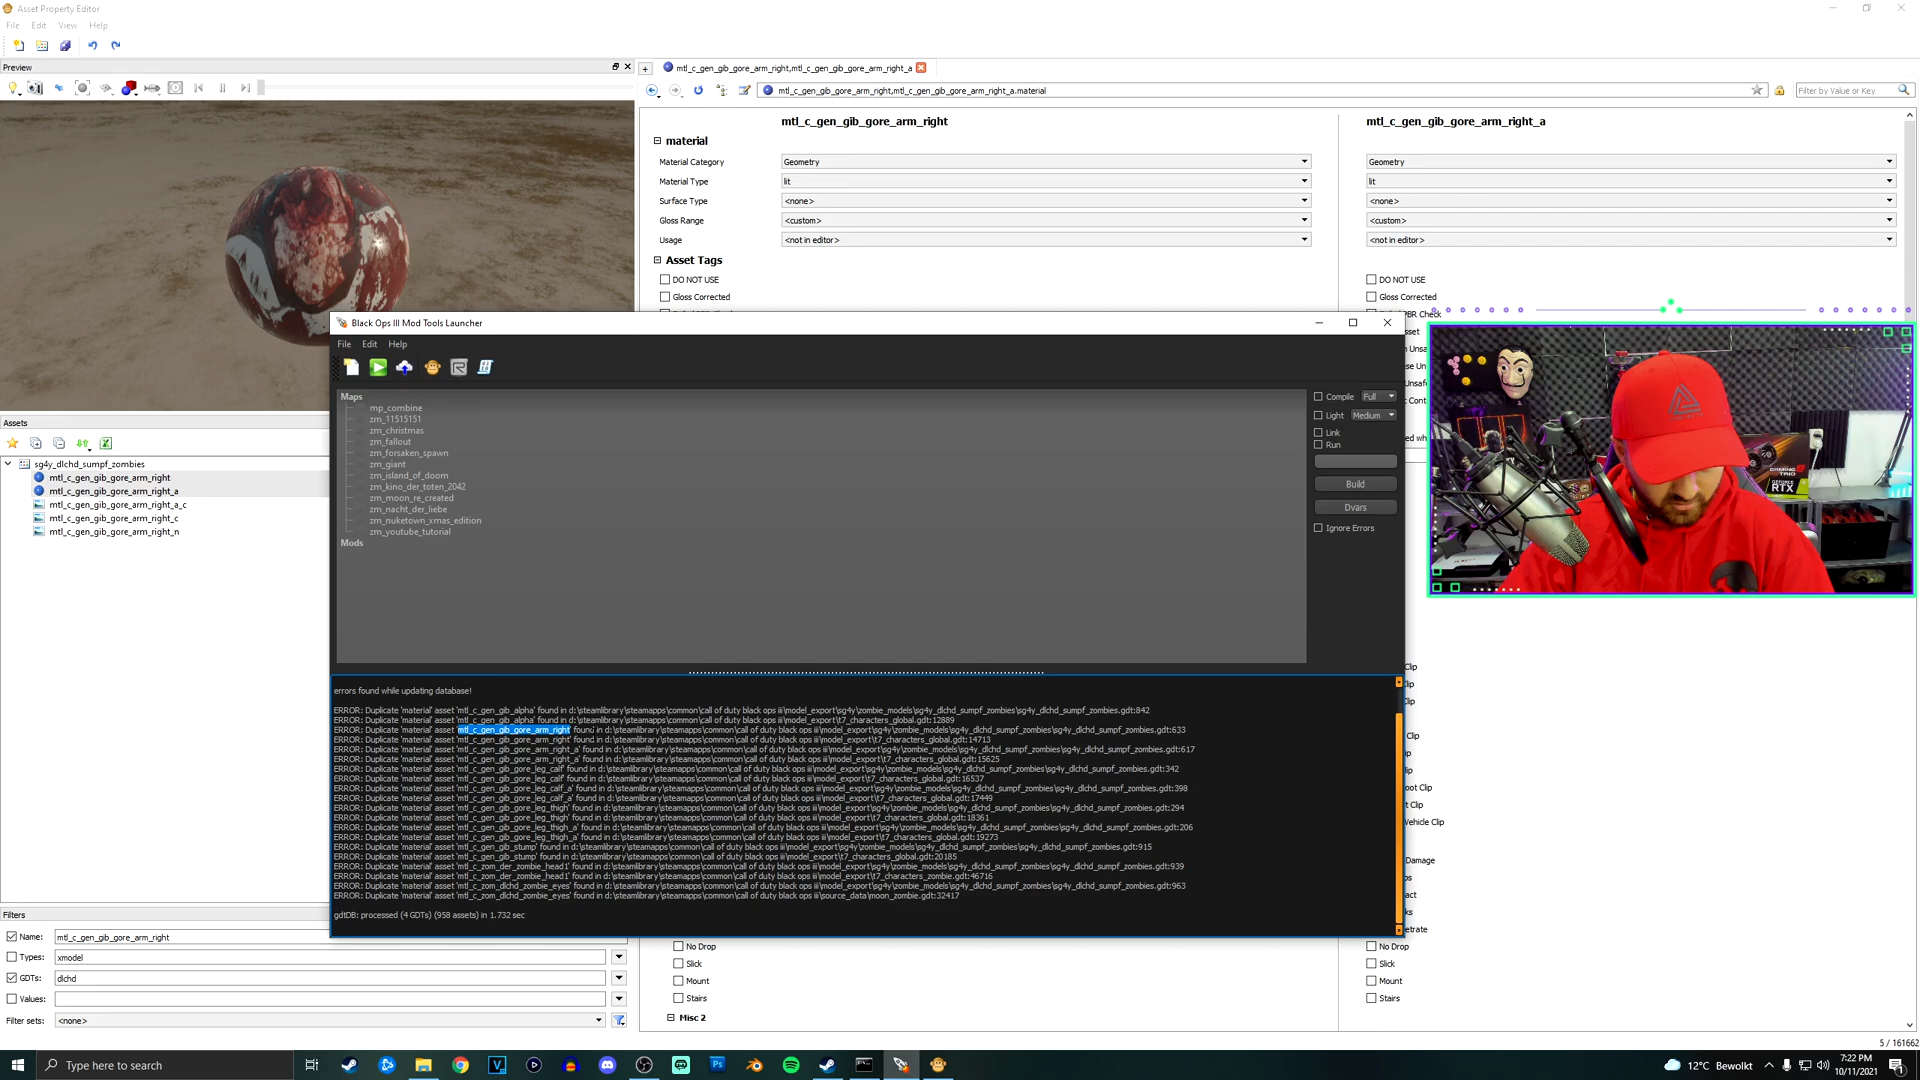 Asset Property Editor
File Edit View Help
Preview
mtl_c_gen_gib_gore_arm_right,mtl_c_gen_gib_gore_arm_right_a
mtl_c_gen_gib_gore_arm_right,mtl_c_gen_gib_gore_arm_right_a.material
Filter by Value or Key
mtl_c_gen_gib_gore_arm_right
mtl_c_gen_gib_gore_arm_right_a
material
Material Category Geometry Geometry
Material Type lit lit
Surface Type <none> <none>
Gloss Range <custom> <custom>
Usage <not in editor> <not in editor>
Asset Tags
DO NOT USE DO NOT USE
Gloss Corrected Gloss Corrected
Black Ops III Mod Tools Launcher
File Edit Help
Maps
mp_combine
zm_11515151
zm_christmas
zm_fallout
zm_forsaken_spawn
zm_giant
zm_island_of_doom
zm_kino_der_toten_2042
zm_moon_re_created
zm_nacht_der_liebe
zm_nuketown_xmas_edition
zm_youtube_tutorial
Mods
Compile Full
Light Medium
Link
Run
Build
Dvars
Ignore Errors
Assets
sg4y_dlchd_sumpf_zombies
mtl_c_gen_gib_gore_arm_right
mtl_c_gen_gib_gore_arm_right_a
mtl_c_gen_gib_gore_arm_right_a_c
mtl_c_gen_gib_gore_arm_right_c
mtl_c_gen_gib_gore_arm_right_n
errors found while updating database!
ERROR: Duplicate 'material' asset 'mtl_c_gen_gib_alpha' found in d:\steamlibrary\steamapps\common\call of duty black ops iii\model_export\sg4y\zombie_models\sg4y_dlchd_sumpf_zombies\sg4y_dlchd_sumpf_zombies.gdt:842
ERROR: Duplicate 'material' asset 'mtl_c_gen_gib_alpha' found in d:\steamlibrary\steamapps\common\call of duty black ops iii\model_export\t7_characters_global.gdt:12889
ERROR: Duplicate 'material' asset 'mtl_c_gen_gib_gore_arm_right' found in d:\steamlibrary\steamapps\common\call of duty black ops iii\model_export\sg4y\zombie_models\sg4y_dlchd_sumpf_zombies\sg4y_dlchd_sumpf_zombies.gdt:633
ERROR: Duplicate 'material' asset 'mtl_c_gen_gib_gore_arm_right' found in d:\steamlibrary\steamapps\common\call of duty black ops iii\model_export\t7_characters_global.gdt:14713
ERROR: Duplicate 'material' asset 'mtl_c_gen_gib_gore_arm_right_a' found in d:\steamlibrary\steamapps\common\call of duty black ops iii\model_export\sg4y\zombie_models\sg4y_dlchd_sumpf_zombies\sg4y_dlchd_sumpf_zombies.gdt:617
ERROR: Duplicate 'material' asset 'mtl_c_gen_gib_gore_arm_right_a' found in d:\steamlibrary\steamapps\common\call of duty black ops iii\model_export\t7_characters_global.gdt:15625
ERROR: Duplicate 'material' asset 'mtl_c_gen_gib_gore_leg_calf' found in d:\steamlibrary\steamapps\common\call of duty black ops iii\model_export\sg4y\zombie_models\sg4y_dlchd_sumpf_zombies\sg4y_dlchd_sumpf_zombies.gdt:342
ERROR: Duplicate 'material' asset 'mtl_c_gen_gib_gore_leg_calf' found in d:\steamlibrary\steamapps\common\call of duty black ops iii\model_export\t7_characters_global.gdt:16537
ERROR: Duplicate 'material' asset 'mtl_c_gen_gib_gore_leg_calf_a' found in d:\steamlibrary\steamapps\common\call of duty black ops iii\model_export\sg4y\zombie_models\sg4y_dlchd_sumpf_zombies\sg4y_dlchd_sumpf_zombies.gdt:398
ERROR: Duplicate 'material' asset 'mtl_c_gen_gib_gore_leg_calf_a' found in d:\steamlibrary\steamapps\common\call of duty black ops iii\model_export\t7_characters_global.gdt:17449
ERROR: Duplicate 'material' asset 'mtl_c_gen_gib_gore_leg_thigh' found in d:\steamlibrary\steamapps\common\call of duty black ops iii\model_export\sg4y\zombie_models\sg4y_dlchd_sumpf_zombies\sg4y_dlchd_sumpf_zombies.gdt:294
ERROR: Duplicate 'material' asset 'mtl_c_gen_gib_gore_leg_thigh' found in d:\steamlibrary\steamapps\common\call of duty black ops iii\model_export\t7_characters_global.gdt:18361
ERROR: Duplicate 'material' asset 'mtl_c_gen_gib_gore_leg_thigh_a' found in d:\steamlibrary\steamapps\common\call of duty black ops iii\model_export\sg4y\zombie_models\sg4y_dlchd_sumpf_zombies\sg4y_dlchd_sumpf_zombies.gdt:206
ERROR: Duplicate 'material' asset 'mtl_c_gen_gib_gore_leg_thigh_a' found in d:\steamlibrary\steamapps\common\call of duty black ops iii\model_export\t7_characters_global.gdt:19273
ERROR: Duplicate 'material' asset 'mtl_c_gen_gib_stump' found in d:\steamlibrary\steamapps\common\call of duty black ops iii\model_export\sg4y\zombie_models\sg4y_dlchd_sumpf_zombies\sg4y_dlchd_sumpf_zombies.gdt:915
ERROR: Duplicate 'material' asset 'mtl_c_gen_gib_stump' found in d:\steamlibrary\steamapps\common\call of duty black ops iii\model_export\t7_characters_global.gdt:20185
ERROR: Duplicate 'material' asset 'mtl_c_zom_der_zombie_head1' found in d:\steamlibrary\steamapps\common\call of duty black ops iii\model_export\sg4y\zombie_models\sg4y_dlchd_sumpf_zombies\sg4y_dlchd_sumpf_zombies.gdt:939
ERROR: Duplicate 'material' asset 'mtl_c_zom_der_zombie_head1' found in d:\steamlibrary\steamapps\common\call of duty black ops iii\model_export\t7_characters_zombie.gdt:46716
ERROR: Duplicate 'material' asset 'mtl_c_zom_dlchd_zombie_eyes' found in d:\steamlibrary\steamapps\common\call of duty black ops iii\model_export\sg4y\zombie_models\sg4y_dlchd_sumpf_zombies\sg4y_dlchd_sumpf_zombies.gdt:963
ERROR: Duplicate 'material' asset 'mtl_c_zom_dlchd_zombie_eyes' found in d:\steamlibrary\steamapps\common\call of duty black ops iii\source_data\moon_zombie.gdt:32417
gdtDB: processed (4 GDTs) (958 assets) in 1.732 sec
PBR Check
sset
Clip
Clip
Clip
Clip
oot Clip
t Clip
Vehicle Clip
Damage
etrate
Filters
Name: mtl_c_gen_gib_gore_arm_right
Types: xmodel
GDTs: dlchd
Values:
Filter sets: <none>
No Drop No Drop
Slick Slick
Mount Mount
Stairs Stairs
Misc 2
GAMING
TRIO
GEFORCE
RTX
5 / 161662
Type here to search
12°C Bewolkt
7:22 PM
10/11/2021